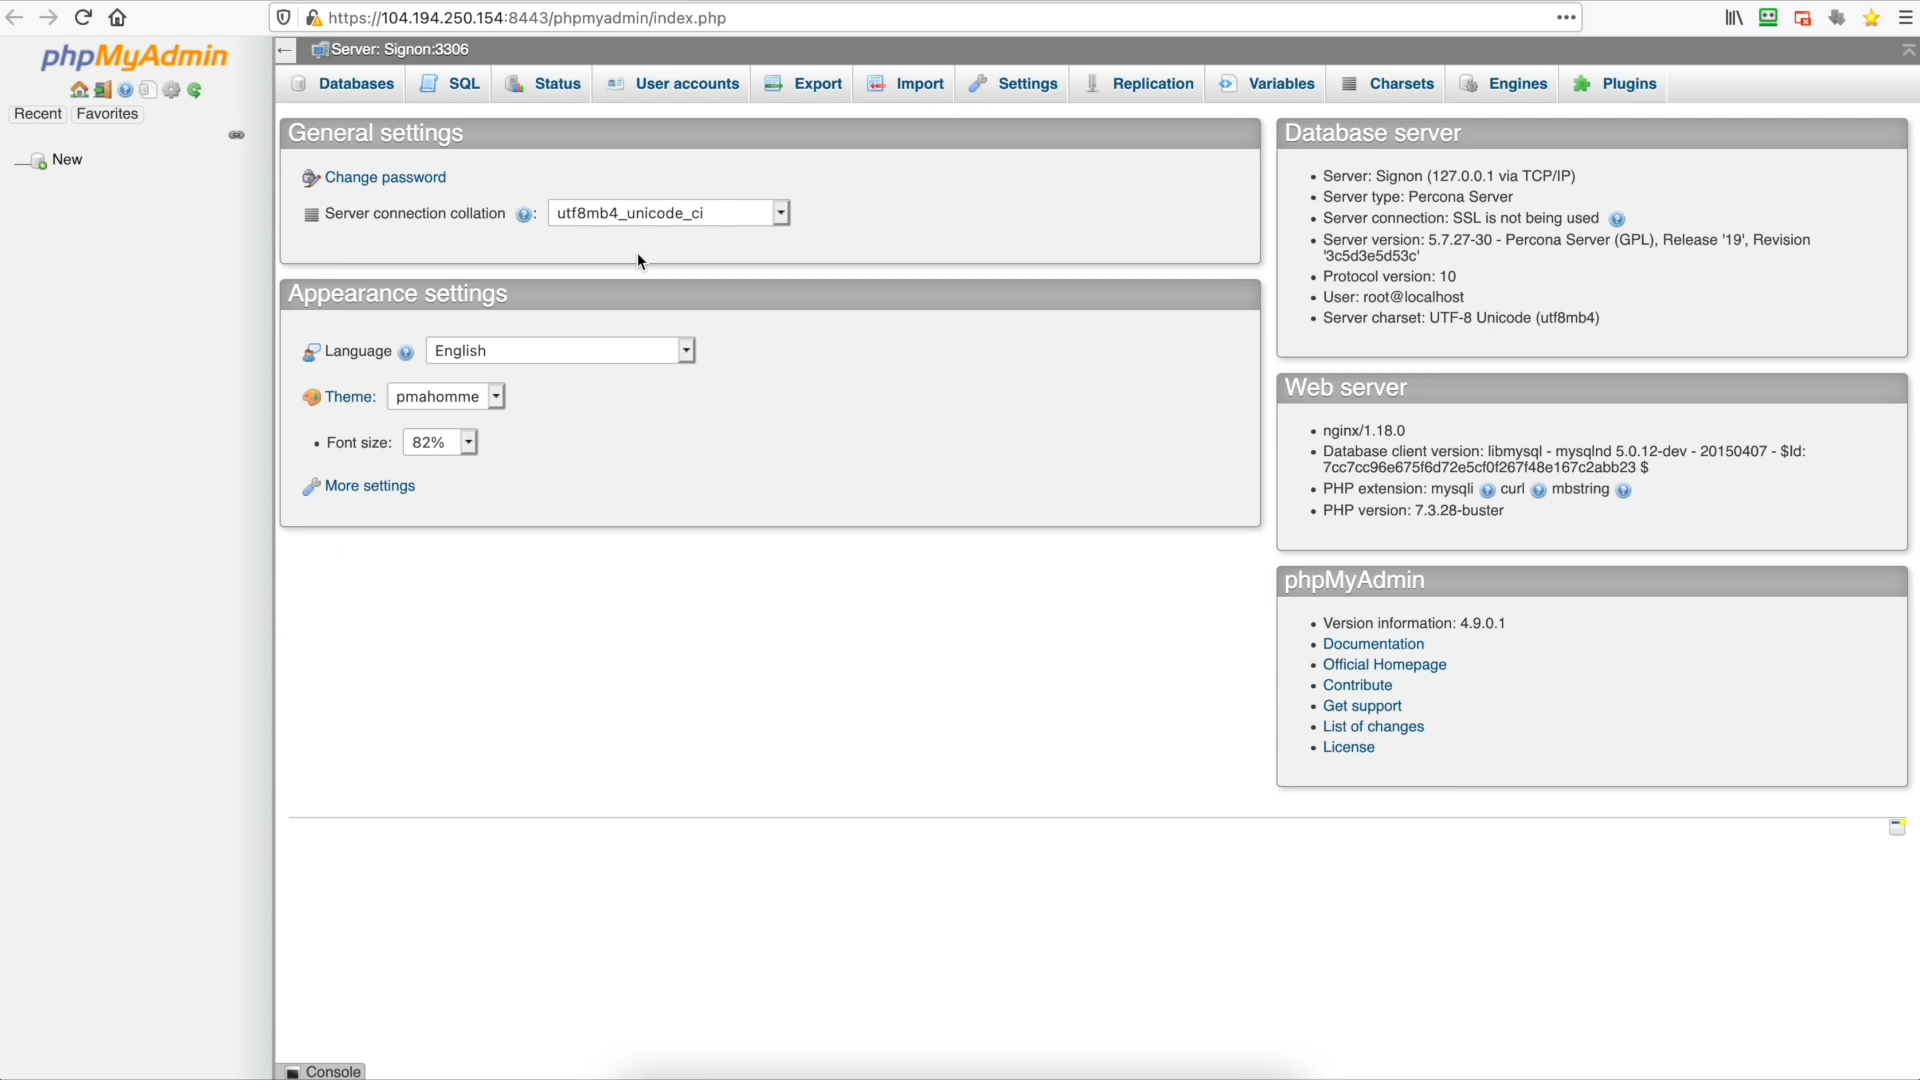 https://104.194.250.154:8443/phpmyadmin/index.php
phpMyAdmin
Recent Favorites
New
Server: Signon:3306
Databases SQL Status User accounts Export Import Settings Replication Variables Charsets Engines Plugins
General settings
Change password
Server connection collation : utf8mb4_unicode_ci
Appearance settings
Language English
Theme: pmahomme
• Font size: 82%
More settings
Database server
• Server: Signon (127.0.0.1 via TCP/IP)
• Server type: Percona Server
• Server connection: SSL is not being used
• Server version: 5.7.27-30 - Percona Server (GPL), Release '19', Revision
'3c5d3e5d53c'
• Protocol version: 10
• User: root@localhost
• Server charset: UTF-8 Unicode (utf8mb4)
Web server
• nginx/1.18.0
• Database client version: libmysql - mysqlnd 5.0.12-dev - 20150407 - $Id:
7cc7cc96e675f6d72e5cf0f267f48e167c2abb23 $
• PHP extension: mysqli curl mbstring
• PHP version: 7.3.28-buster
phpMyAdmin
• Version information: 4.9.0.1
• Documentation
• Official Homepage
• Contribute
• Get support
• List of changes
• License
Console